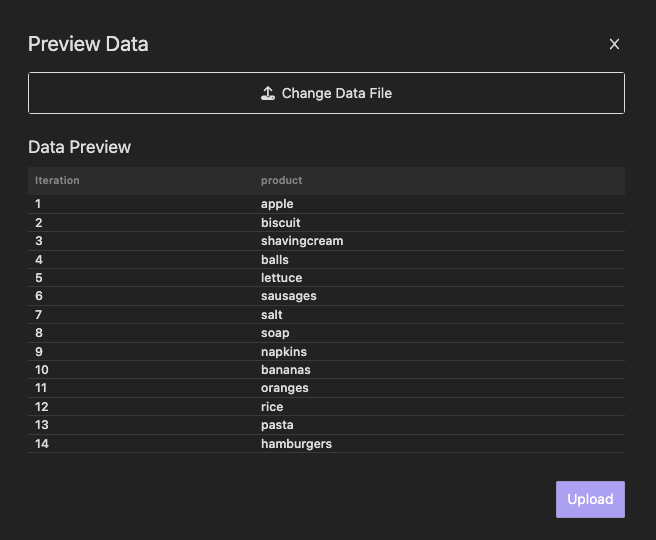 Preview Data
Change Data File
Data Preview
Iteration product
1 apple
2 biscuit
3 shavingcream
4 balls
5 lettuce
6 sausages
7 salt
8 soap
9 napkins
10 bananas
11 oranges
12 rice
13 pasta
14 hamburgers
Upload